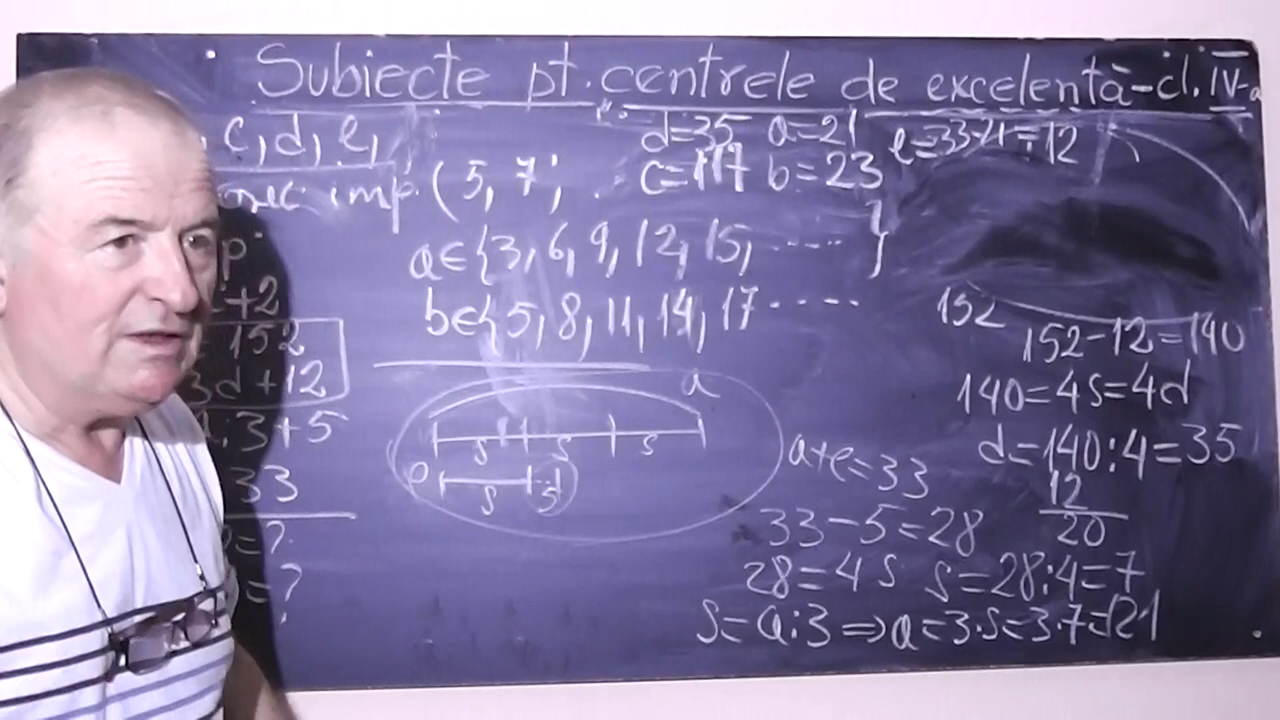 Subiecte pt. centrele de excelență-cl. IV-a
c, d, e,
d=35 a=21 e=33-21=12
c=117 b=23
imp. (5, 7;
a∈{3, 6, 9, 12, 15, ..... }
b∈{5, 8, 11, 14, 17 .....
+2
152
3d+12
:3+5
33
=?
=?
a
s s s
e
s 5
a+e=33
33-5=28
28=4s s=28:4=7
s=a:3 ⇒ a=3·s=3·7=21
152
152-12=140
140=4s=4d
d=140:4=35
12
20